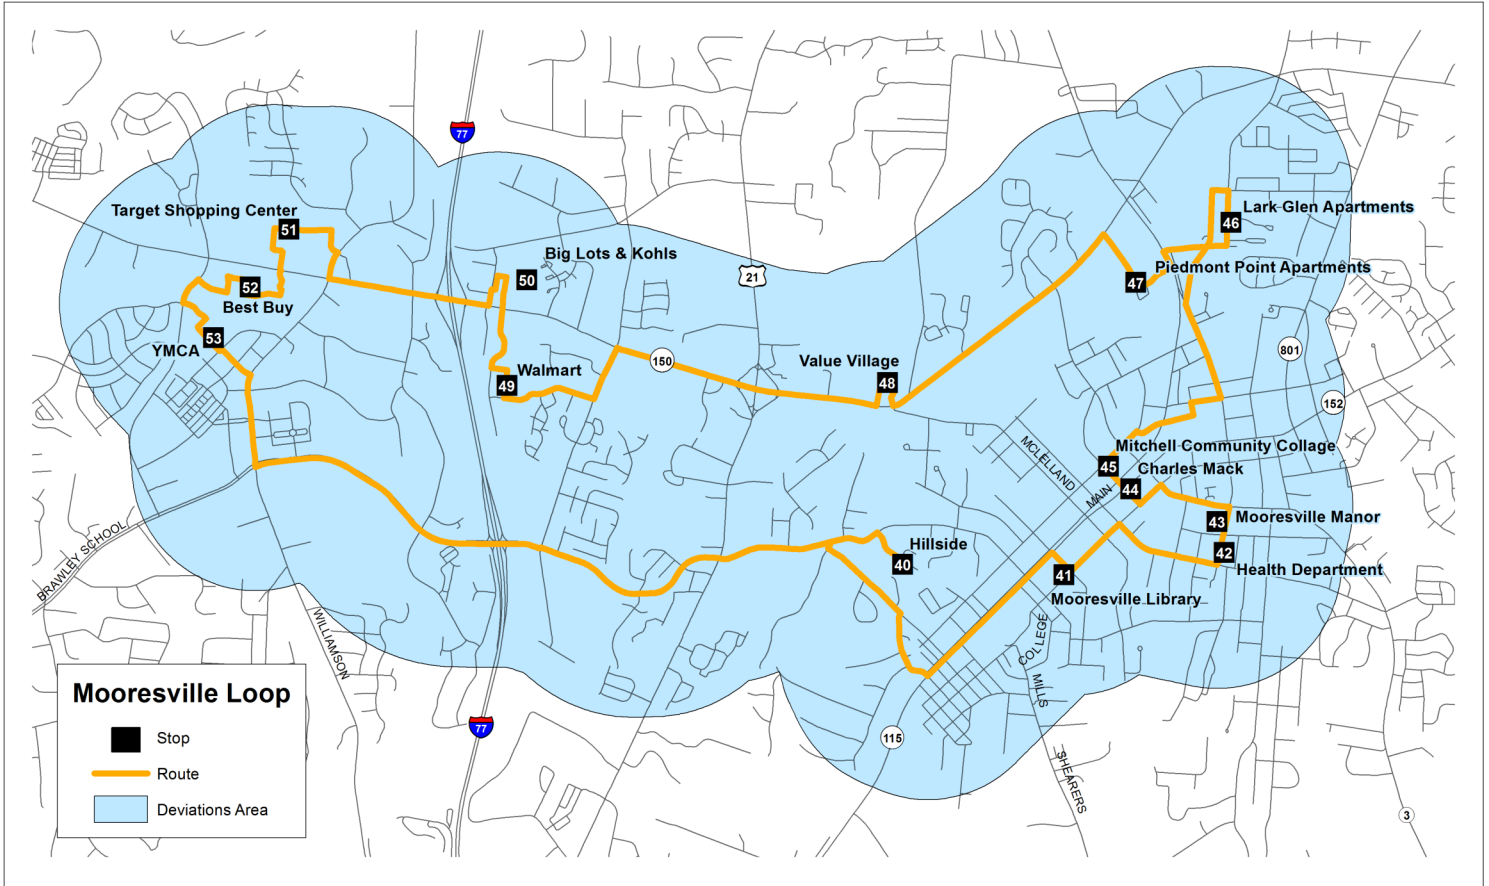 77
Target Shopping Center
51
Lark Glen Apartments
46
Big Lots & Kohls
50
21
Piedmont Point Apartments
47
52
Best Buy
53
YMCA
801
150
Value Village
48
Walmart
49
152
MCLELLAND
MAIN
Mitchell Community Collage
45
Charles Mack
44
43
Mooresville Manor
42
Health Department
Hillside
40
41
Mooresville Library
BRAWLEY SCHOOL
WILLIAMSON
COLLEGE
MILLS
SHEARERS
115
77
3
Mooresville Loop
Stop
Route
Deviations Area